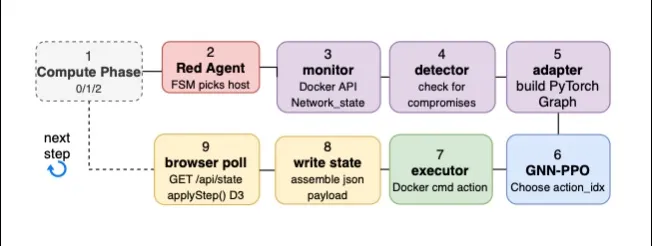 1
Compute Phase
0/1/2
2
Red Agent
FSM picks host
3
monitor
Docker API
Network_state
4
detector
check for
compromises
5
adapter
build PyTorch
Graph
next
step
9
browser poll
GET /api/state
applyStep() D3
8
write state
assemble json
payload
7
executor
Docker cmd action
6
GNN-PPO
Choose action_idx